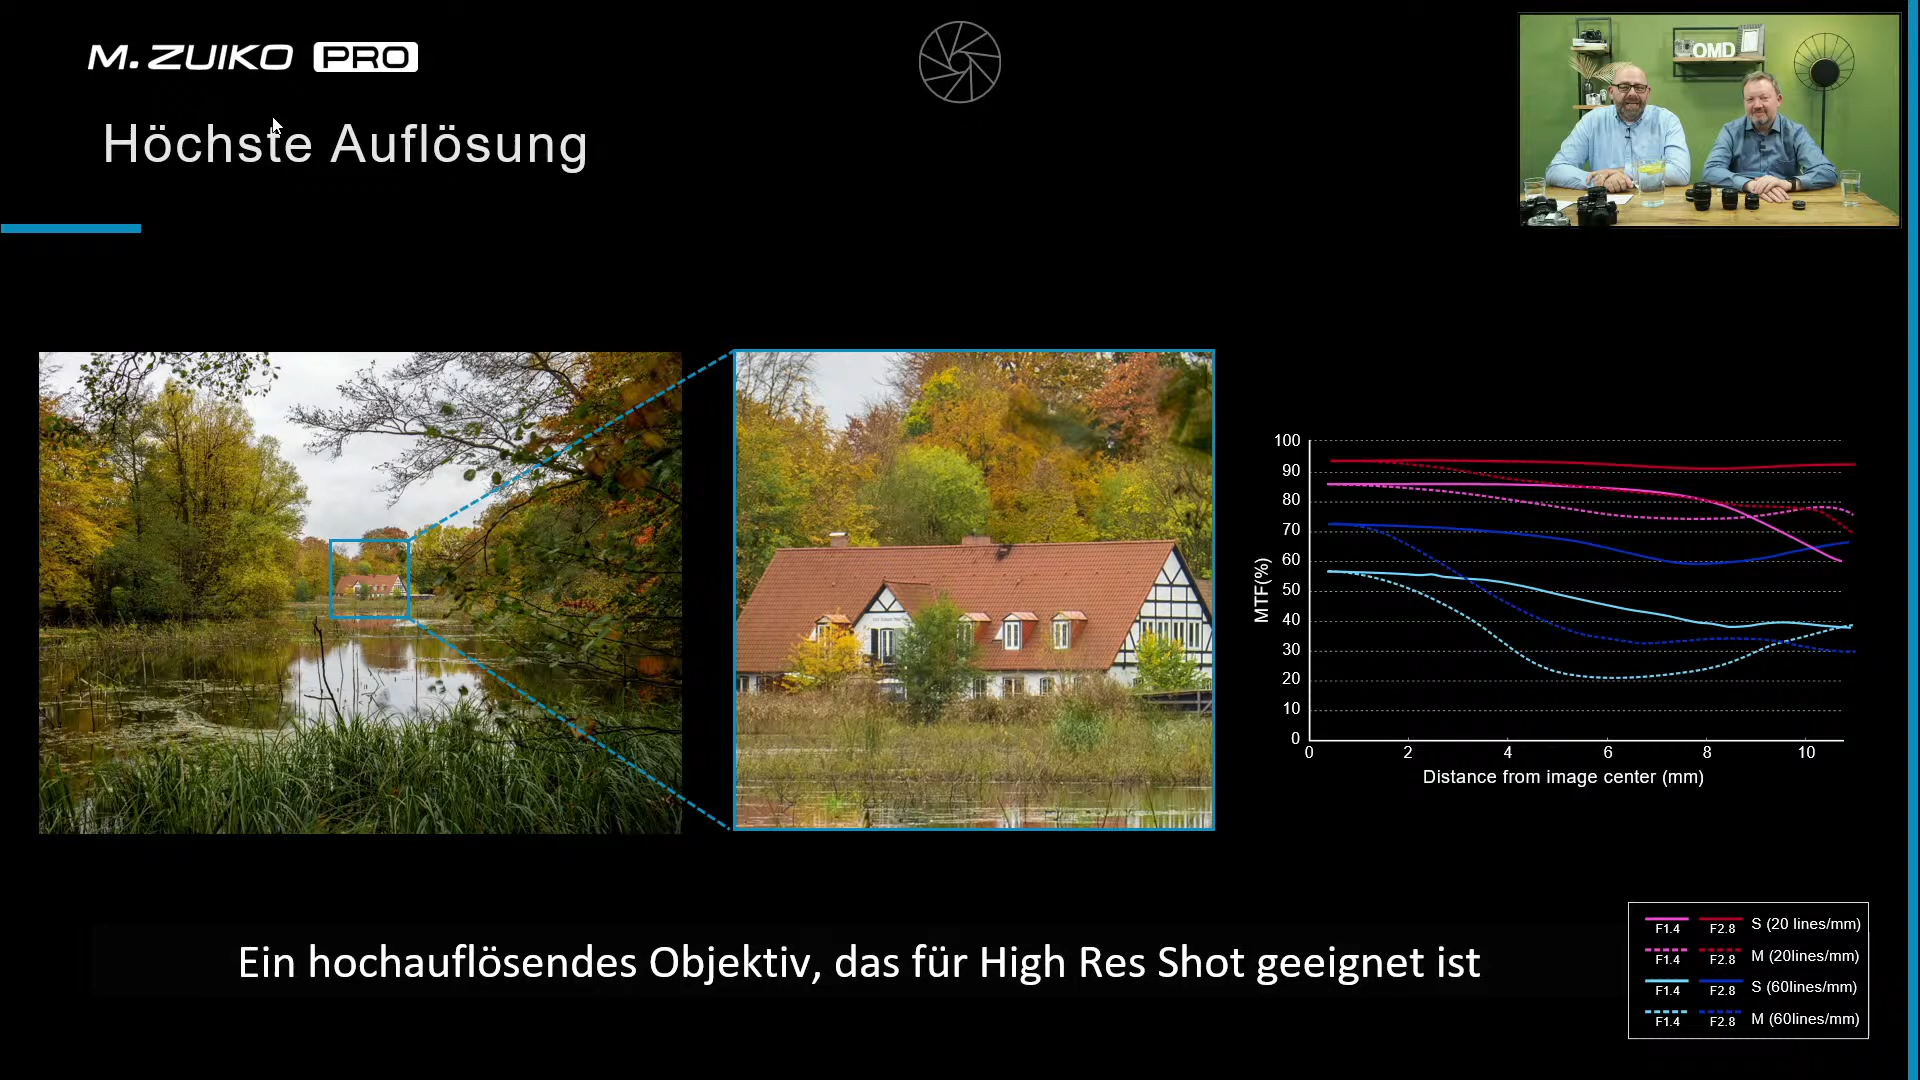 M.ZUIKO PRO
OMD
Höchste Auflösung
100
90
80
70
60
50
40
30
20
10
0
MTF(%)
0 2 4 6 8 10
Distance from image center (mm)
Ein hochauflösendes Objektiv, das für High Res Shot geeignet ist
F1.4 F2.8 S (20 lines/mm)
F1.4 F2.8 M (20lines/mm)
F1.4 F2.8 S (60lines/mm)
F1.4 F2.8 M (60lines/mm)